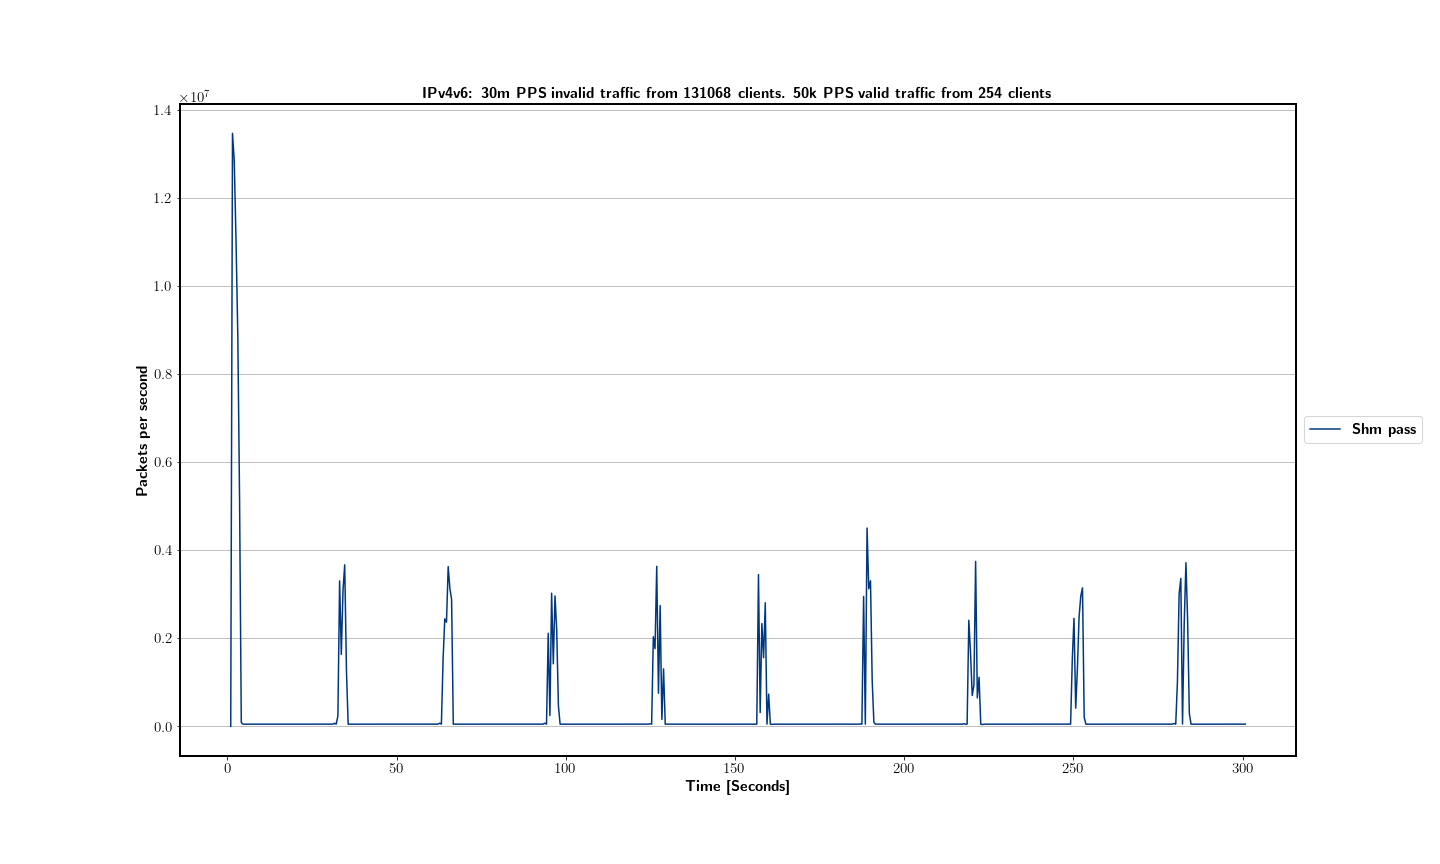 IPv4v6: 30m PPS invalid traffic from 131068 clients. 50k PPS valid traffic from 254 clients
×10⁷
1.4
1.2
1.0
0.8
0.6
0.4
0.2
0.0
Packets per second
0 50 100 150 200 250 300
Time [Seconds]
Shm pass